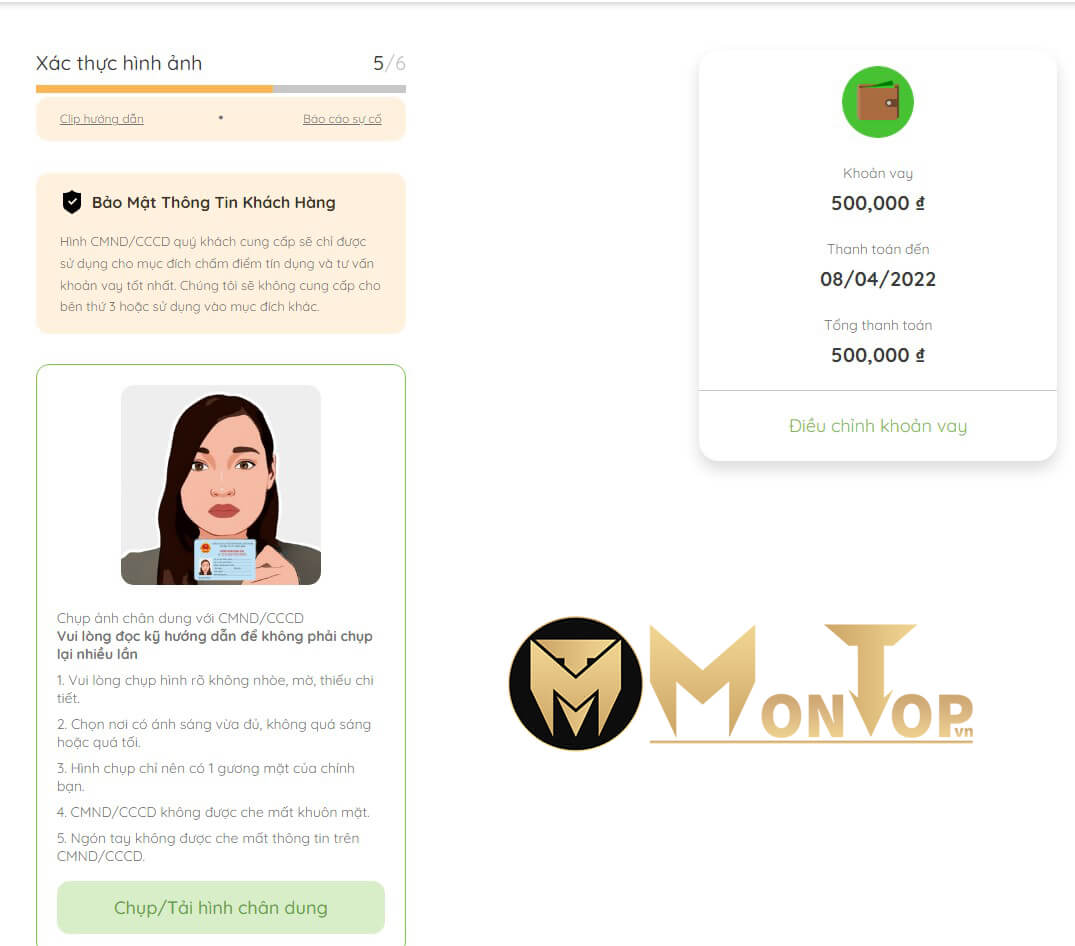 Xác thực hình ảnh
5/6
Clip hướng dẫn
•
Báo cáo sự cố
Bảo Mật Thông Tin Khách Hàng
Hình CMND/CCCD quý khách cung cấp sẽ chỉ được
sử dụng cho mục đích chấm điểm tín dụng và tư vấn
khoản vay tốt nhất. Chúng tôi sẽ không cung cấp cho
bên thứ 3 hoặc sử dụng vào mục đích khác.
Chụp ảnh chân dung với CMND/CCCD
Vui lòng đọc kỹ hướng dẫn để không phải chụp
lại nhiều lần
1. Vui lòng chụp hình rõ không nhòe, mờ, thiếu chi
tiết.
2. Chọn nơi có ánh sáng vừa đủ, không quá sáng
hoặc quá tối.
3. Hình chụp chỉ nên có 1 gương mặt của chính
bạn.
4. CMND/CCCD không được che mất khuôn mặt.
5. Ngón tay không được che mất thông tin trên
CMND/CCCD.
Chụp/Tải hình chân dung
Khoản vay
500,000 ₫
Thanh toán đến
08/04/2022
Tổng thanh toán
500,000 ₫
Điều chỉnh khoản vay
MONTOP.vn